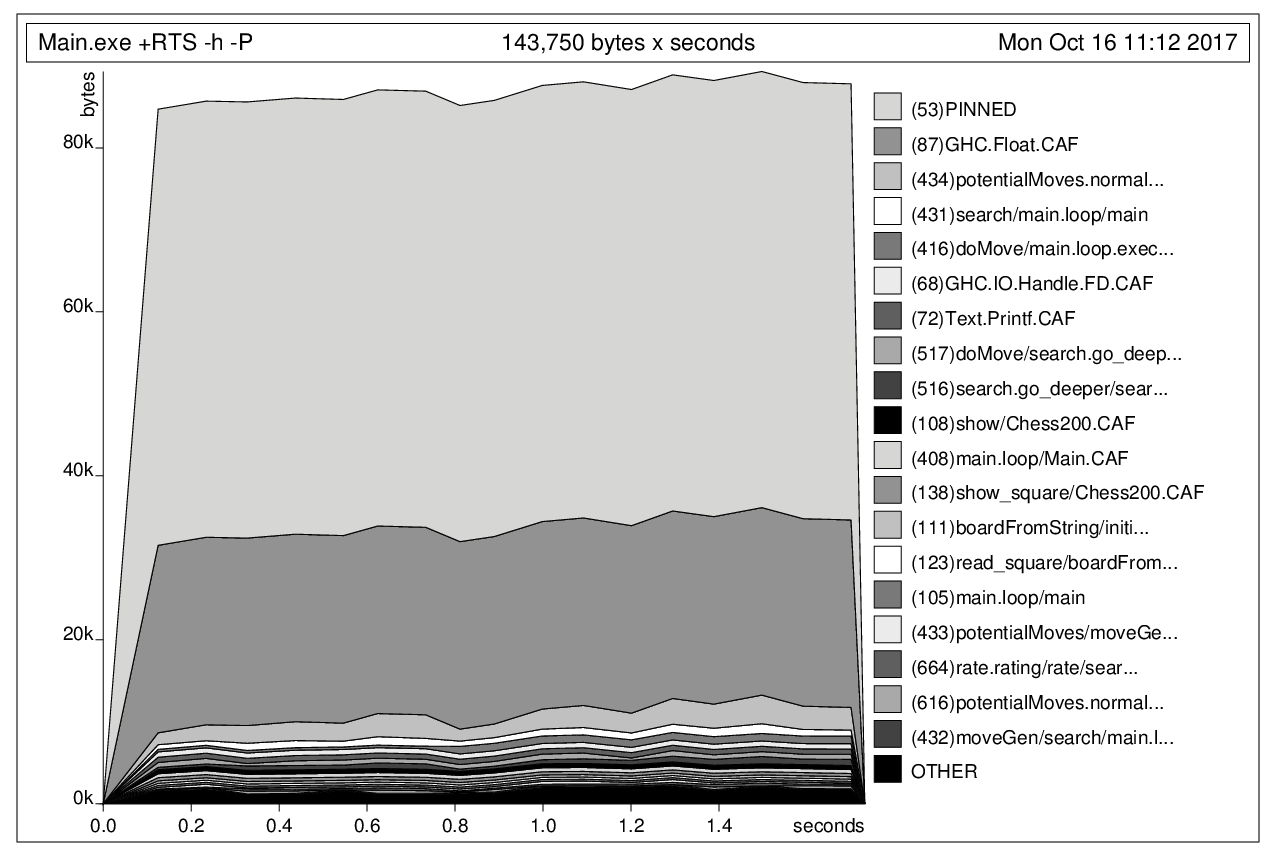 Main.exe +RTS -h -P
143,750 bytes x seconds
Mon Oct 16 11:12 2017
bytes
80k
60k
40k
20k
0k
0.0
0.2
0.4
0.6
0.8
1.0
1.2
1.4
seconds
(53)PINNED
(87)GHC.Float.CAF
(434)potentialMoves.normal...
(431)search/main.loop/main
(416)doMove/main.loop.exec...
(68)GHC.IO.Handle.FD.CAF
(72)Text.Printf.CAF
(517)doMove/search.go_deep...
(516)search.go_deeper/sear...
(108)show/Chess200.CAF
(408)main.loop/Main.CAF
(138)show_square/Chess200.CAF
(111)boardFromString/initi...
(123)read_square/boardFrom...
(105)main.loop/main
(433)potentialMoves/moveGe...
(664)rate.rating/rate/sear...
(616)potentialMoves.normal...
(432)moveGen/search/main.l...
OTHER